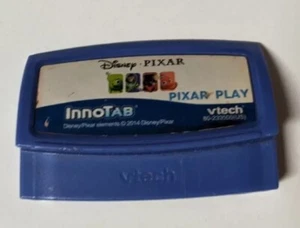 Disney · PIXAR
PIXAR PLAY
INNOTAB
vtech
Disney/Pixar elements © 2014 Disney/Pixar
vtech